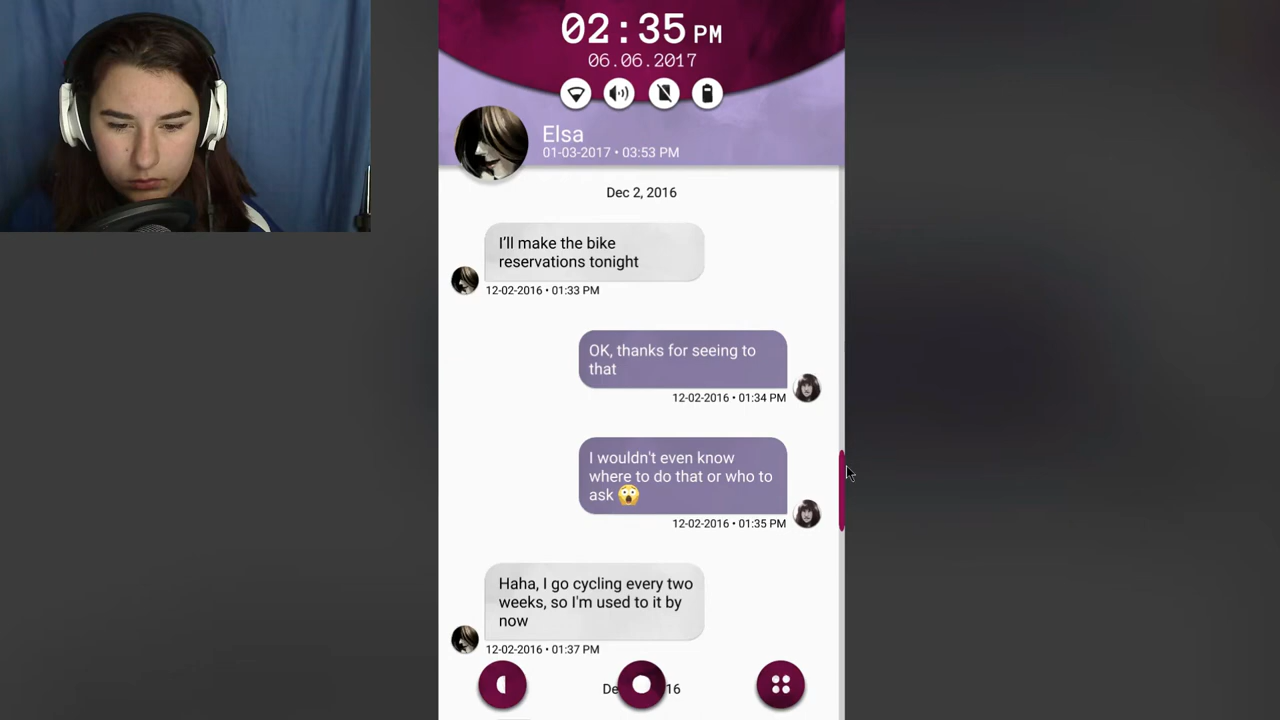 02:35 PM
06.06.2017
Elsa
01-03-2017 • 03:53 PM
Dec 2, 2016
I'll make the bike
reservations tonight
12-02-2016 • 01:33 PM
OK, thanks for seeing to
that
12-02-2016 • 01:34 PM
I wouldn't even know
where to do that or who to
ask 😲
12-02-2016 • 01:35 PM
Haha, I go cycling every two
weeks, so I'm used to it by
now
12-02-2016 • 01:37 PM